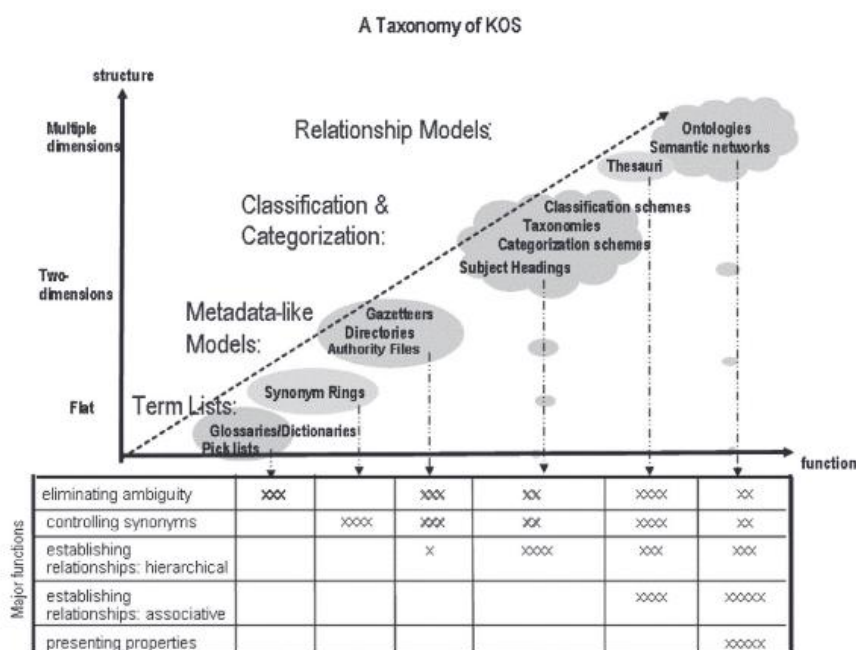 A Taxonomy of KOS
structure
Multiple
dimensions
Relationship Models:
Ontologies
Semantic networks
Thesauri
Classification &
Categorization:
Classification schemes
Taxonomies
Categorization schemes
Subject Headings
Two-
dimensions
Metadata-like
Models:
Gazetteers
Directories
Authority Files
Flat
Term Lists:
Synonym Rings
Glossaries/Dictionaries
Pick lists
function
Major functions
eliminating ambiguity XXX XXX XX XXXX XX
controlling synonyms XXXX XXX XX XXXX XX
establishing
relationships: hierarchical X XXXX XXX XXX
establishing
relationships: associative XXXX XXXXX
presenting properties XXXXX